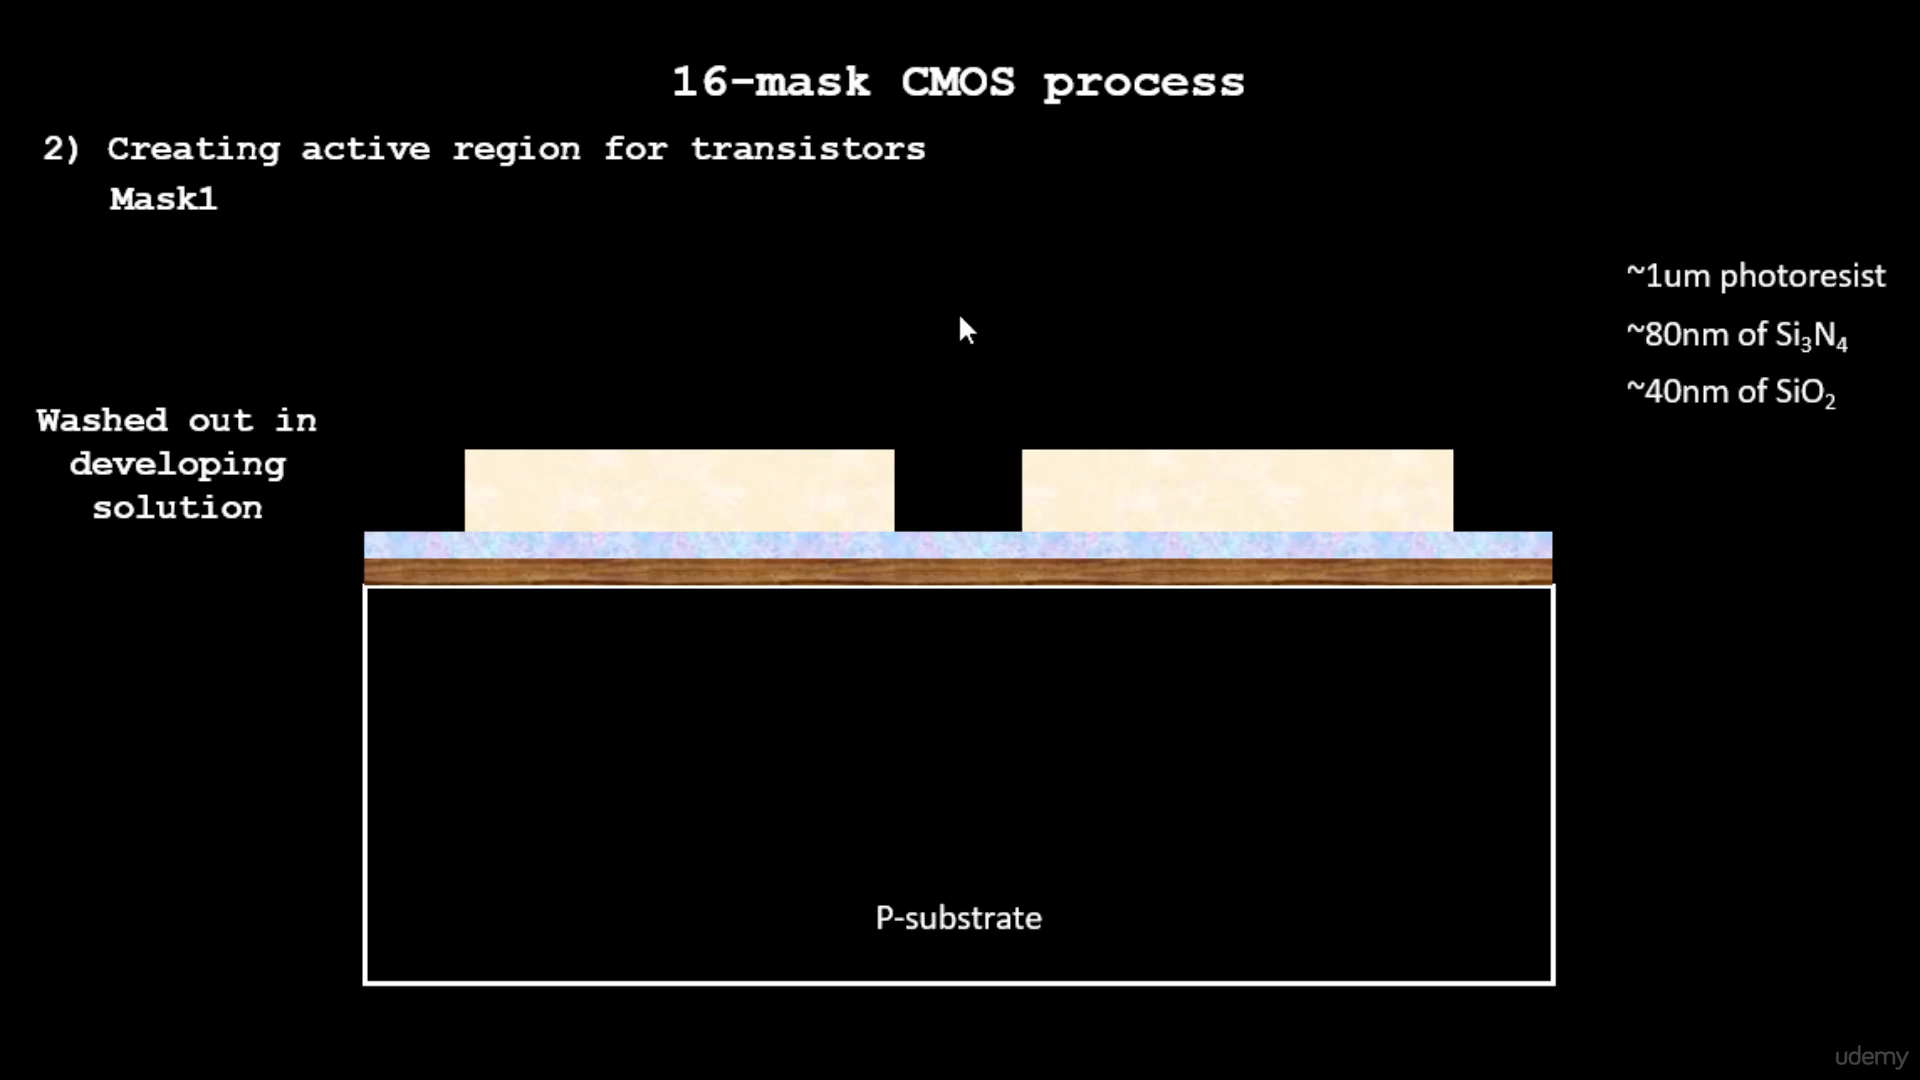 16-mask CMOS process
2) Creating active region for transistors
Mask1
~1um photoresist
~80nm of Si₃N₄
~40nm of SiO₂
Washed out in
developing
solution
P-substrate
udemy